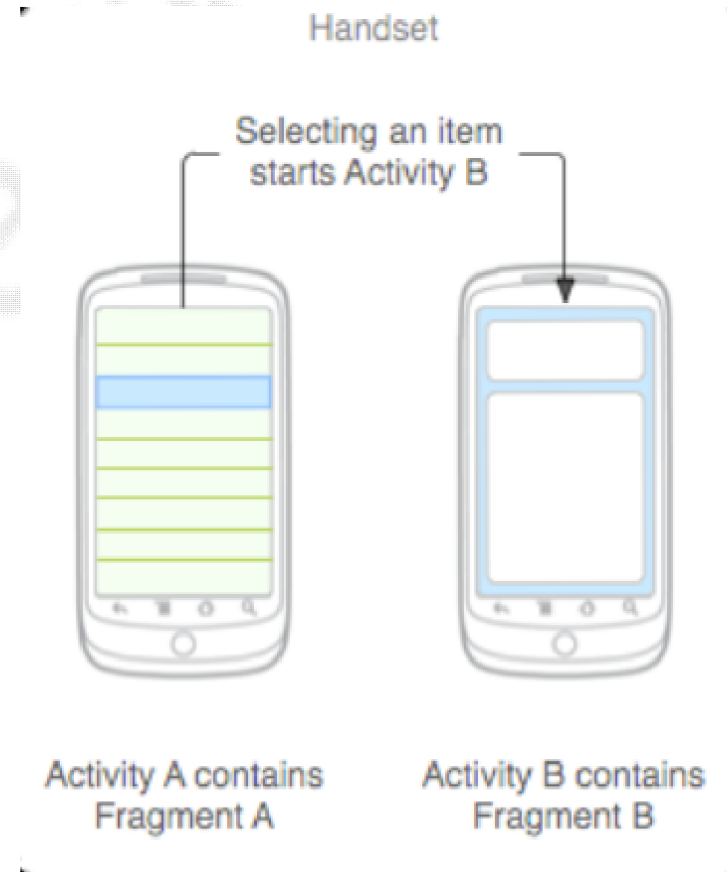 Handset
Selecting an item
starts Activity B
Activity A contains
Fragment A
Activity B contains
Fragment B